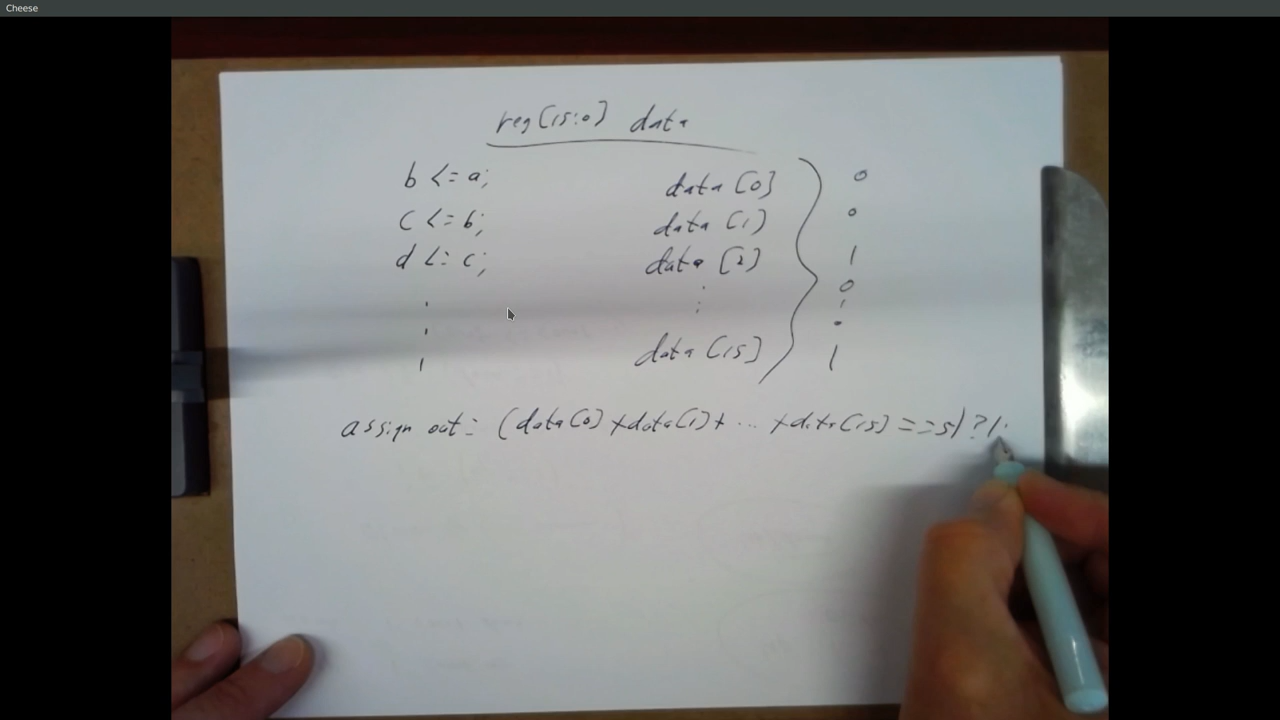 Cheese
reg[15:0] data
b <= a; data[0] 0
c <= b; data[1] 0
d <= c; data[2] 1
0
data[15] 1
assign out = (data[0]+data[1]+ ... +data[15] == 5) ? 1: